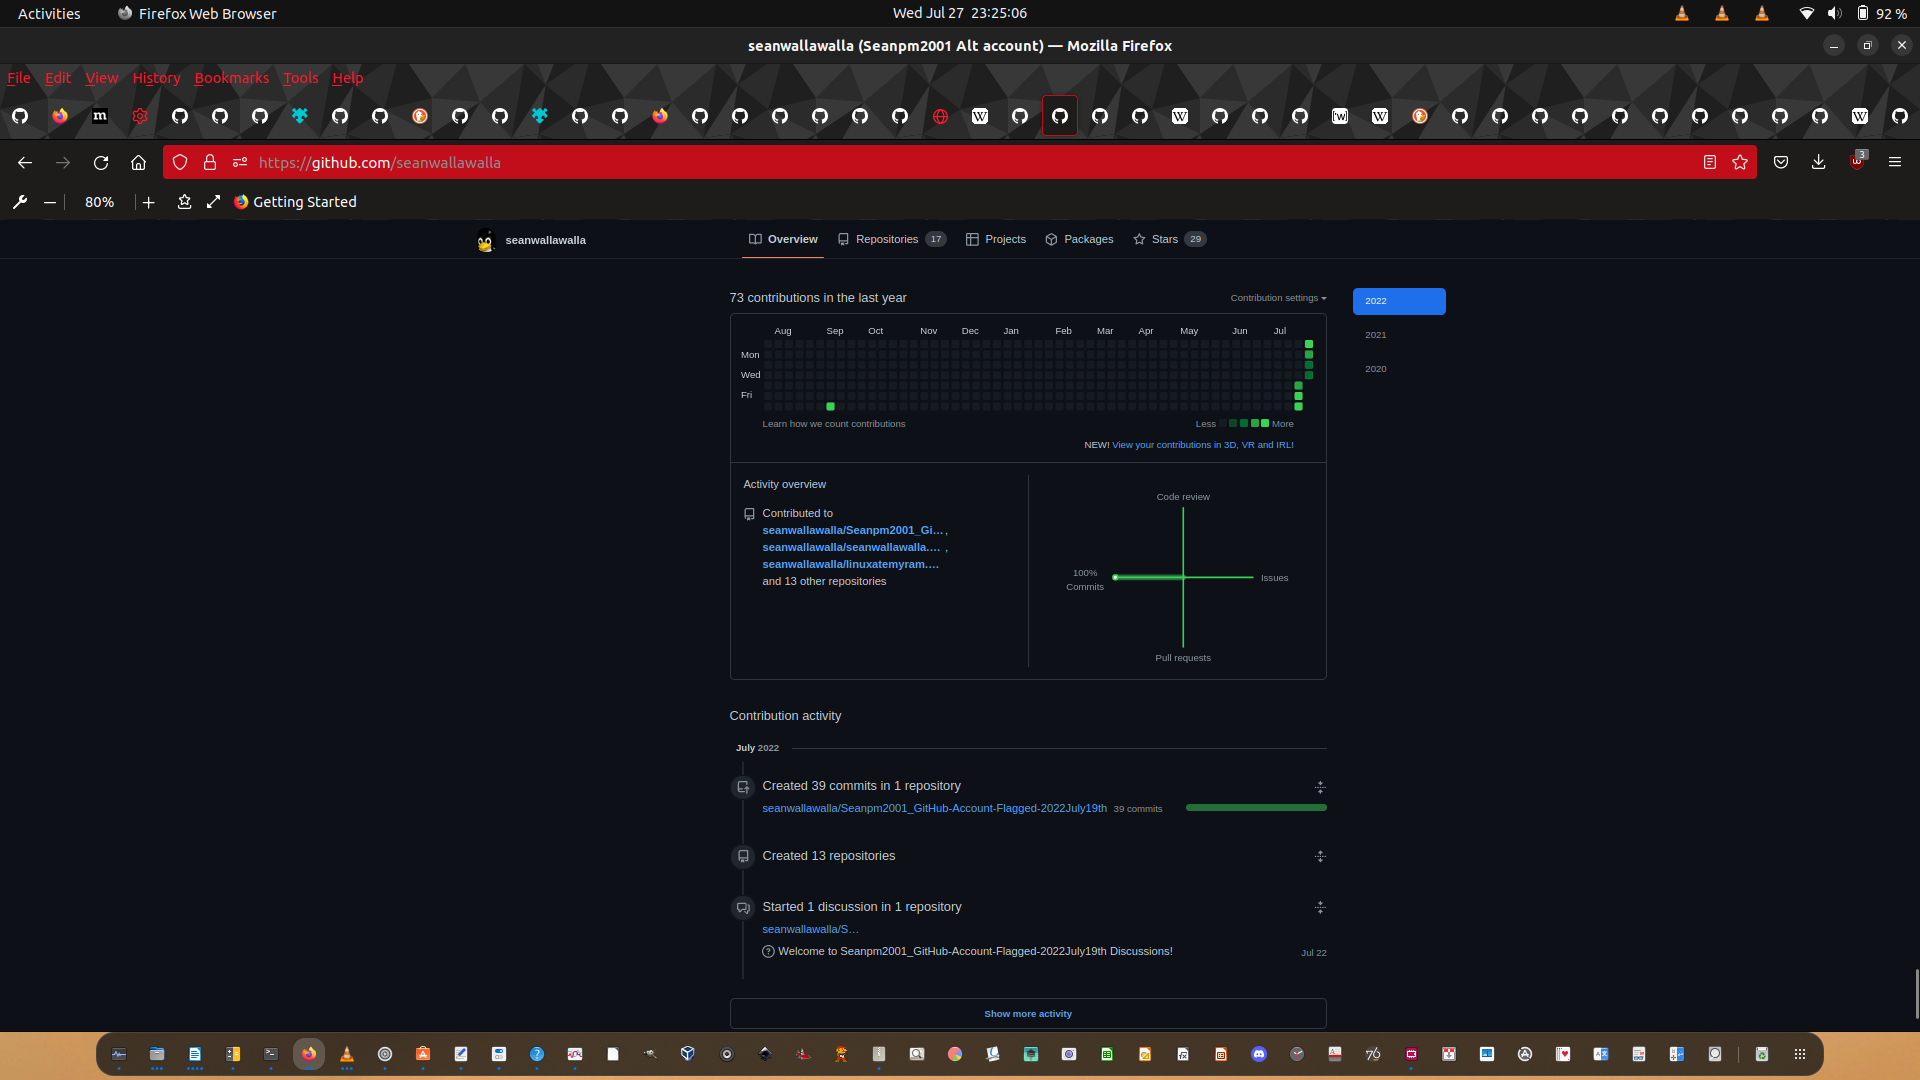 Activities Firefox Web Browser Wed Jul 27 23:25:06 92 %
seanwallawalla (Seanpm2001 Alt account) — Mozilla Firefox
File Edit View History Bookmarks Tools Help
https://github.com/seanwallawalla 3
80% Getting Started
seanwallawalla Overview Repositories 17 Projects Packages Stars 29
73 contributions in the last year Contribution settings 2022
2021
2020
Aug Sep Oct Nov Dec Jan Feb Mar Apr May Jun Jul
Mon
Wed
Fri
Learn how we count contributions Less More
NEW! View your contributions in 3D, VR and IRL!
Activity overview
Contributed to
seanwallawalla/Seanpm2001_Gi… ,
seanwallawalla/seanwallawalla.… ,
seanwallawalla/linuxatemyram.…
and 13 other repositories
Code review
100%
Commits
Issues
Pull requests
Contribution activity
July 2022
Created 39 commits in 1 repository
seanwallawalla/Seanpm2001_GitHub-Account-Flagged-2022July19th 39 commits
Created 13 repositories
Started 1 discussion in 1 repository
seanwallawalla/S…
Welcome to Seanpm2001_GitHub-Account-Flagged-2022July19th Discussions! Jul 22
Show more activity